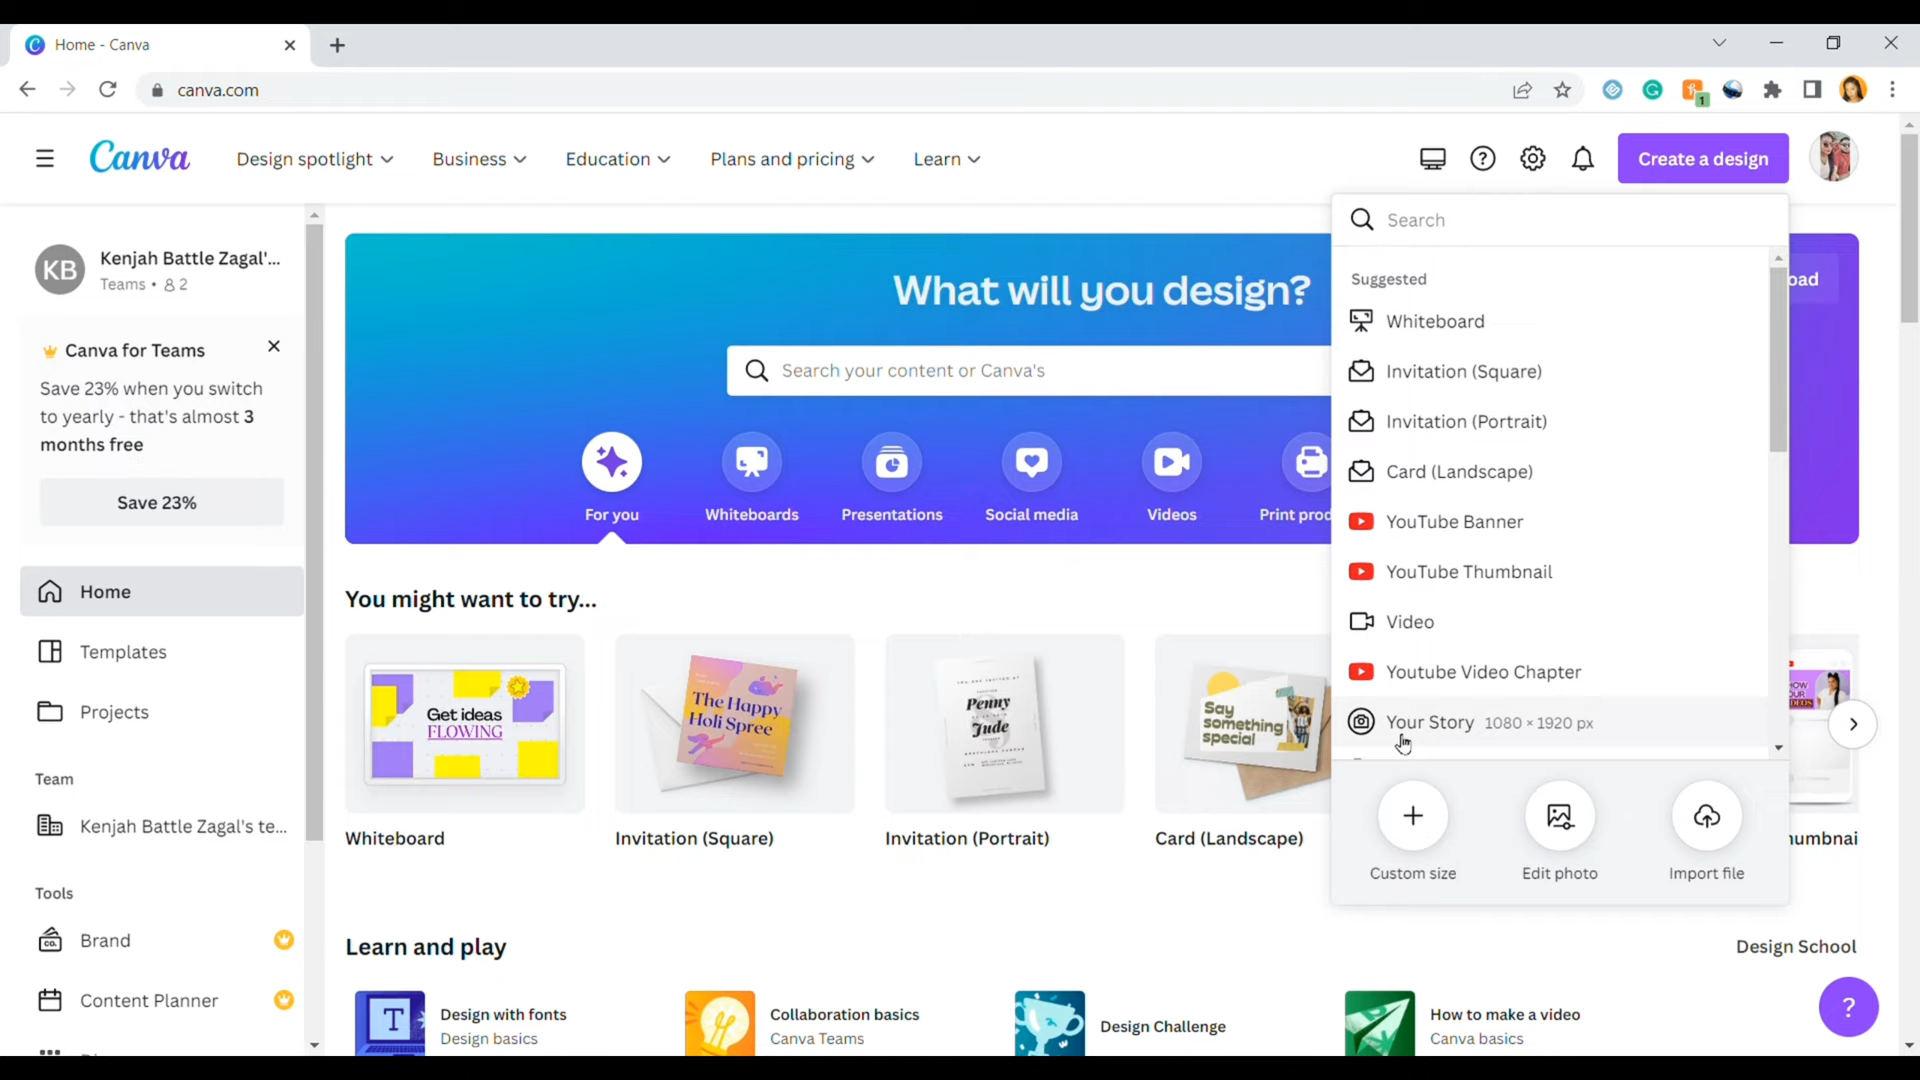 Home - Canva
canva.com
1
Canva
Design spotlight
Business
Education
Plans and pricing
Learn
?
Create a design
KB
Kenjah Battle Zagal'...
Teams • 2
Canva for Teams
Save 23% when you switch
to yearly - that's almost 3
months free
Save 23%
Home
Templates
Projects
Team
Kenjah Battle Zagal's te...
Tools
Brand
CO.
Content Planner
What will you design?
Search your content or Canva's
oad
For you
Whiteboards
Presentations
Social media
Videos
Print prod
You might want to try...
Get ideas
FLOWING
The Happy
Holi Spree
Penny
Jude
Say
something
special
Whiteboard
Invitation (Square)
Invitation (Portrait)
Card (Landscape)
umbnai
Search
Suggested
Whiteboard
Invitation (Square)
Invitation (Portrait)
Card (Landscape)
YouTube Banner
YouTube Thumbnail
Video
Youtube Video Chapter
Your Story 1080 × 1920 px
Custom size
Edit photo
Import file
Learn and play
Design School
T
Design with fonts
Design basics
Collaboration basics
Canva Teams
Design Challenge
How to make a video
Canva basics
?